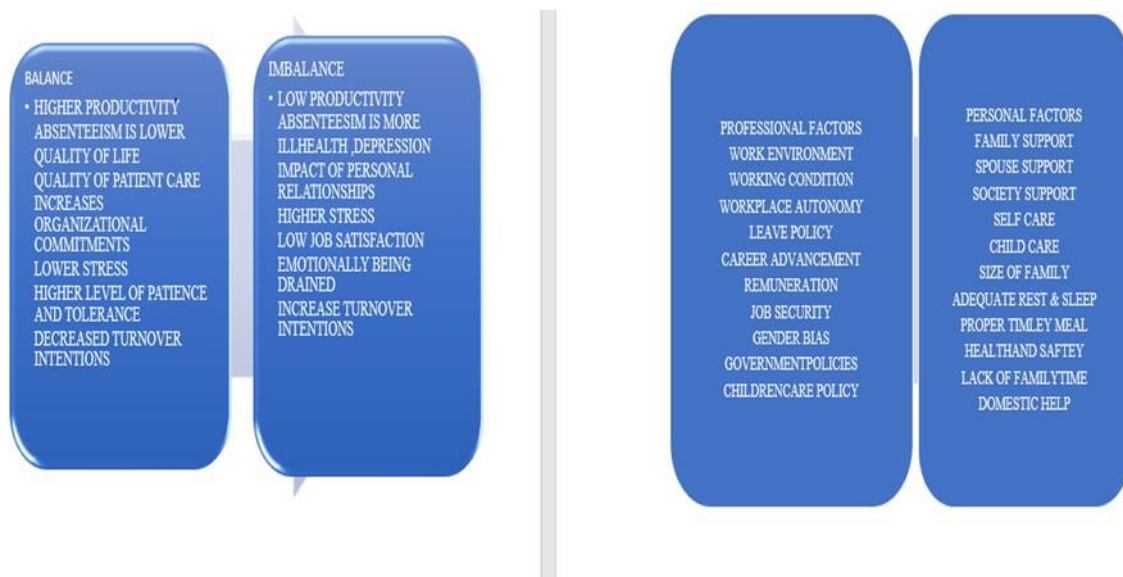 BALANCE
• HIGHER PRODUCTIVITY
ABSENTEEISM IS LOWER
QUALITY OF LIFE
QUALITY OF PATIENT CARE
INCREASES
ORGANIZATIONAL
COMMITMENTS
LOWER STRESS
HIGHER LEVEL OF PATIENCE
AND TOLERANCE
DECREASED TURNOVER
INTENTIONS
IMBALANCE
• LOW PRODUCTIVITY
ABSENTEESIM IS MORE
ILLHEALTH ,DEPRESSION
IMPACT OF PERSONAL
RELATIONSHIPS
HIGHER STRESS
LOW JOB SATISFACTION
EMOTIONALLY BEING
DRAINED
INCREASE TURNOVER
INTENTIONS
PROFESSIONAL FACTORS
WORK ENVIRONMENT
WORKING CONDITION
WORKPLACE AUTONOMY
LEAVE POLICY
CAREER ADVANCEMENT
REMUNERATION
JOB SECURITY
GENDER BIAS
GOVERNMENTPOLICIES
CHILDRENCARE POLICY
PERSONAL FACTORS
FAMILY SUPPORT
SPOUSE SUPPORT
SOCIETY SUPPORT
SELF CARE
CHILD CARE
SIZE OF FAMILY
ADEQUATE REST & SLEEP
PROPER TIMLEY MEAL
HEALTHAND SAFTEY
LACK OF FAMILYTIME
DOMESTIC HELP